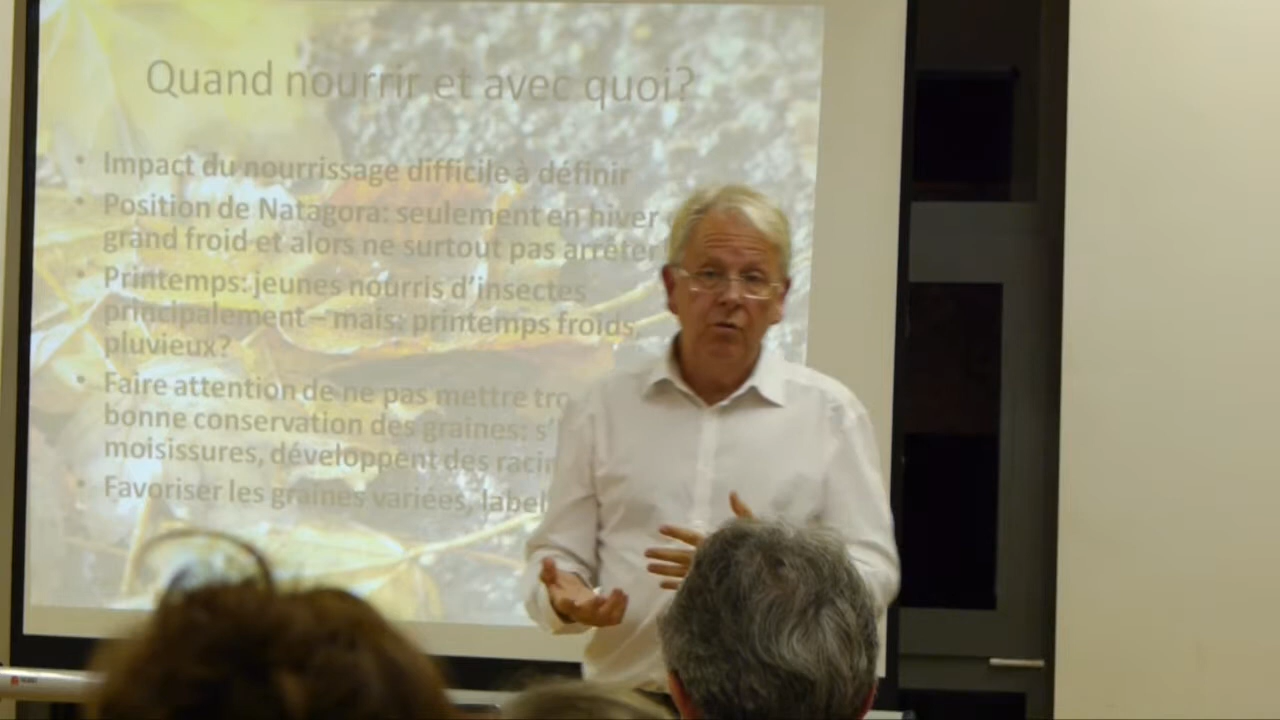 Quand nourrir et avec quoi?
• Impact du nourrissage difficile à définir
• Position de Natagora: seulement en hiver
grand froid et alors ne surtout pas arrêter
• Printemps: jeunes nourris d'insectes
principalement – mais: printemps froids,
pluvieux?
• Faire attention de ne pas mettre
bonne conservation des graines:
moisissures, développent des
• Favoriser les graines variées,